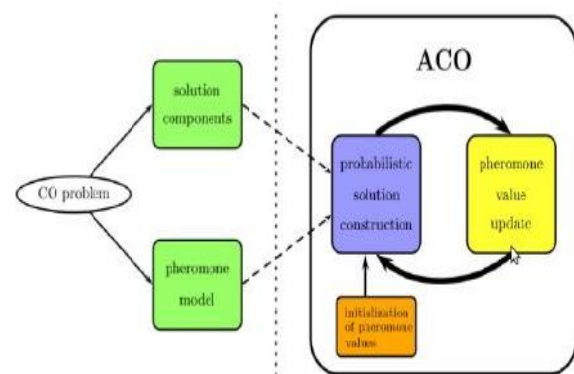 ACO
solution
components
CO problem
pheromone
model
probabilistic
solution
construction
pheromone
value
update
initialization
of pheromone
values